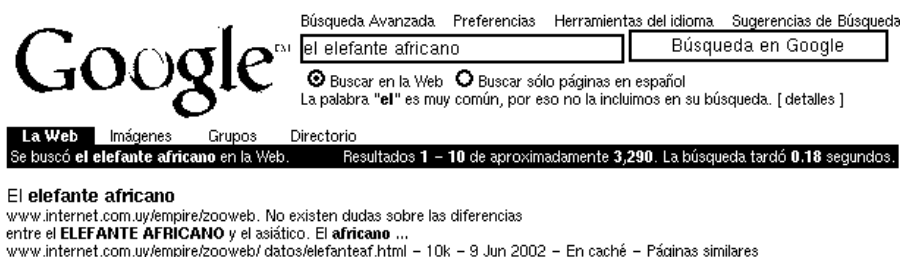 Búsqueda Avanzada Preferencias Herramientas del idioma Sugerencias de Búsqueda
Google™
el elefante africano Búsqueda en Google
Buscar en la Web Buscar sólo páginas en español
La palabra "el" es muy común, por eso no la incluimos en su búsqueda. [ detalles ]
La Web Imágenes Grupos Directorio
Se buscó el elefante africano en la Web. Resultados 1 – 10 de aproximadamente 3,290. La búsqueda tardó 0.18 segundos.
El elefante africano
www.internet.com.uy/empire/zooweb. No existen dudas sobre las diferencias
entre el ELEFANTE AFRICANO y el asiático. El africano ...
www.internet.com.uy/empire/zooweb/ datos/elefanteaf.html – 10k – 9 Jun 2002 – En caché – Páginas similares